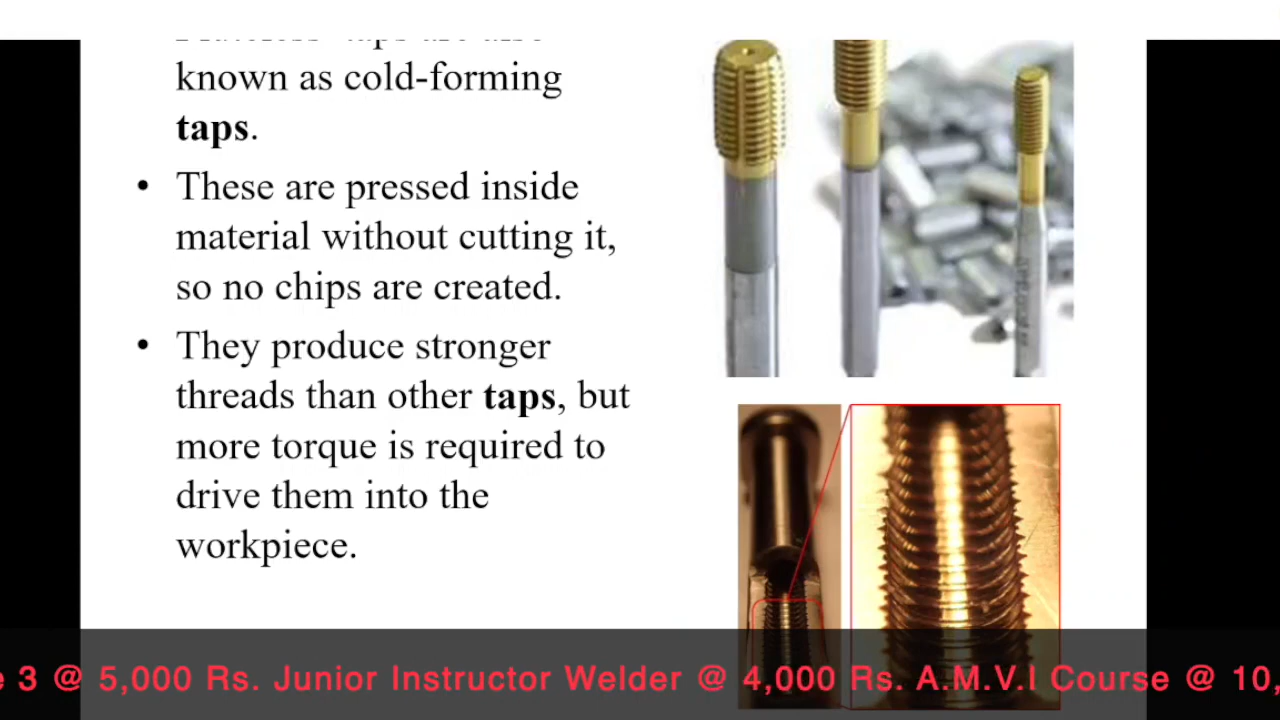 known as cold-forming
taps.
• These are pressed inside
material without cutting it,
so no chips are created.
• They produce stronger
threads than other taps, but
more torque is required to
drive them into the
workpiece.
3 @ 5,000 Rs. Junior Instructor Welder @ 4,000 Rs. A.M.V.I Course @ 10,